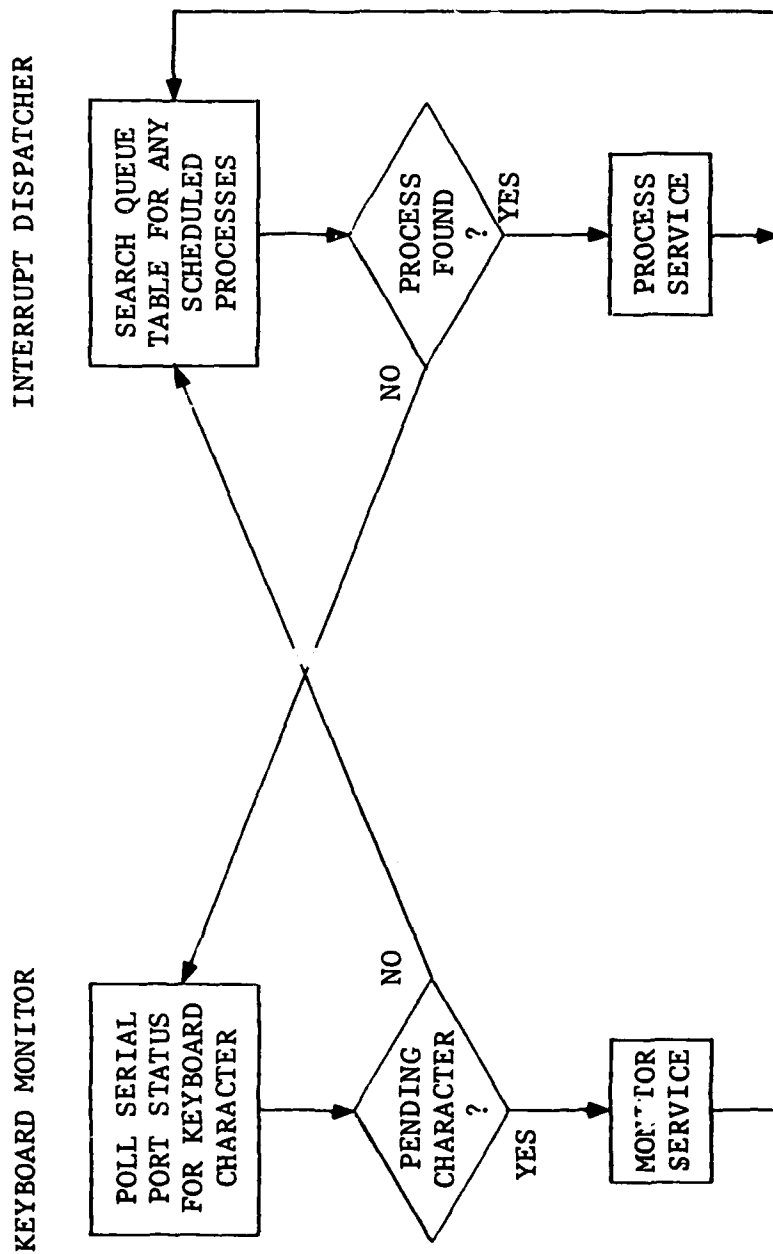 KEYBOARD MONITOR
POLL SERIAL
PORT STATUS
FOR KEYBOARD
CHARACTER
PENDING
CHARACTER
?
NO
YES
MONITOR
SERVICE
INTERRUPT DISPATCHER
SEARCH QUEUE
TABLE FOR ANY
SCHEDULED
PROCESSES
PROCESS
FOUND
?
NO
YES
PROCESS
SERVICE